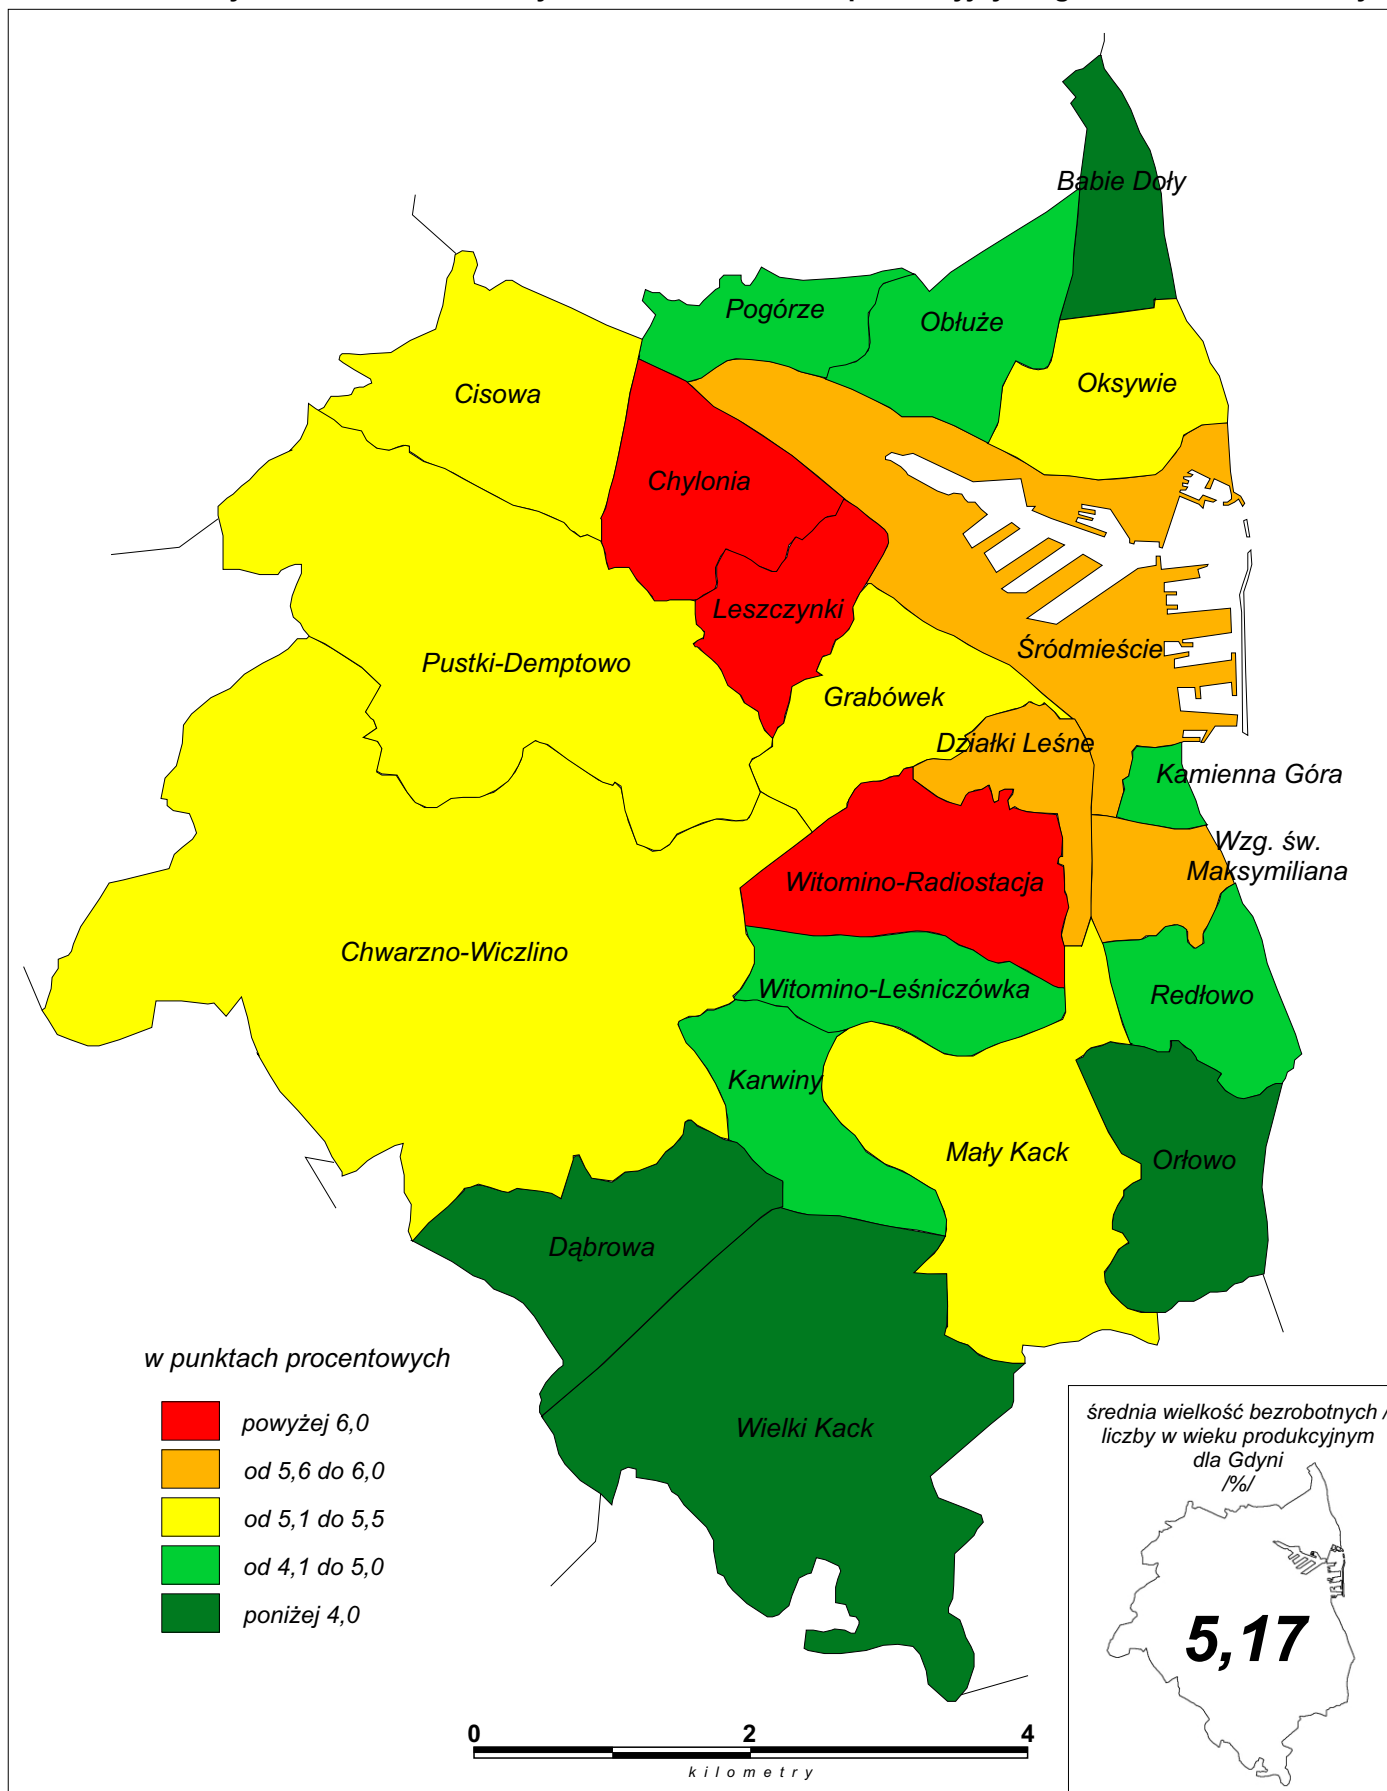 Babie Doły
Pogórze
Obłuże
Oksywie
Cisowa
Chylonia
Leszczynki
Śródmieście
Pustki-Demptowo
Grabówek
Działki Leśne
Kamienna Góra
Wzg. św.
Maksymiliana
Witomino-Radiostacja
Chwarzno-Wiczlino
Witomino-Leśniczówka
Redłowo
Karwiny
Mały Kack
Orłowo
Dąbrowa
Wielki Kack
w punktach procentowych
powyżej 6,0
od 5,6 do 6,0
od 5,1 do 5,5
od 4,1 do 5,0
poniżej 4,0
średnia wielkość bezrobotnych /
liczby w wieku produkcyjnym
dla Gdyni
/%/
5,17
0 2 4
kilometry